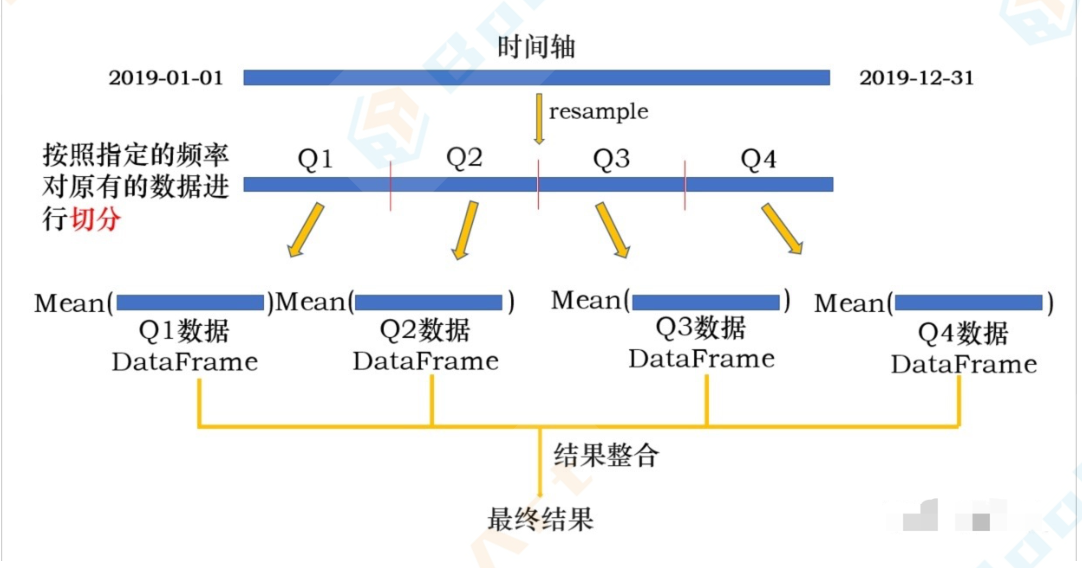 时间轴
2019-01-01
2019-12-31
resample
按照指定的频率
对原有的数据进
行切分
Q1
Q2
Q3
Q4
Mean( )
Q1数据
DataFrame
Mean( )
Q2数据
DataFrame
Mean( )
Q3数据
DataFrame
Mean( )
Q4数据
DataFrame
结果整合
最终结果